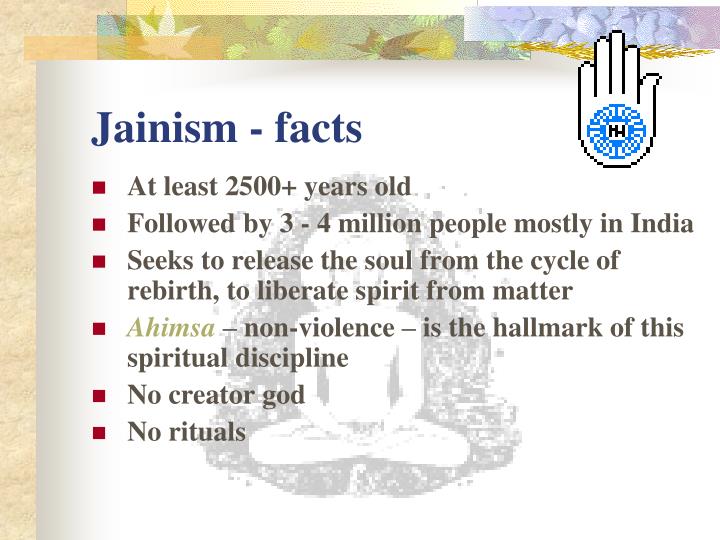 Jainism - facts
At least 2500+ years old
Followed by 3 - 4 million people mostly in India
Seeks to release the soul from the cycle of
rebirth, to liberate spirit from matter
Ahimsa – non-violence – is the hallmark of this
spiritual discipline
No creator god
No rituals